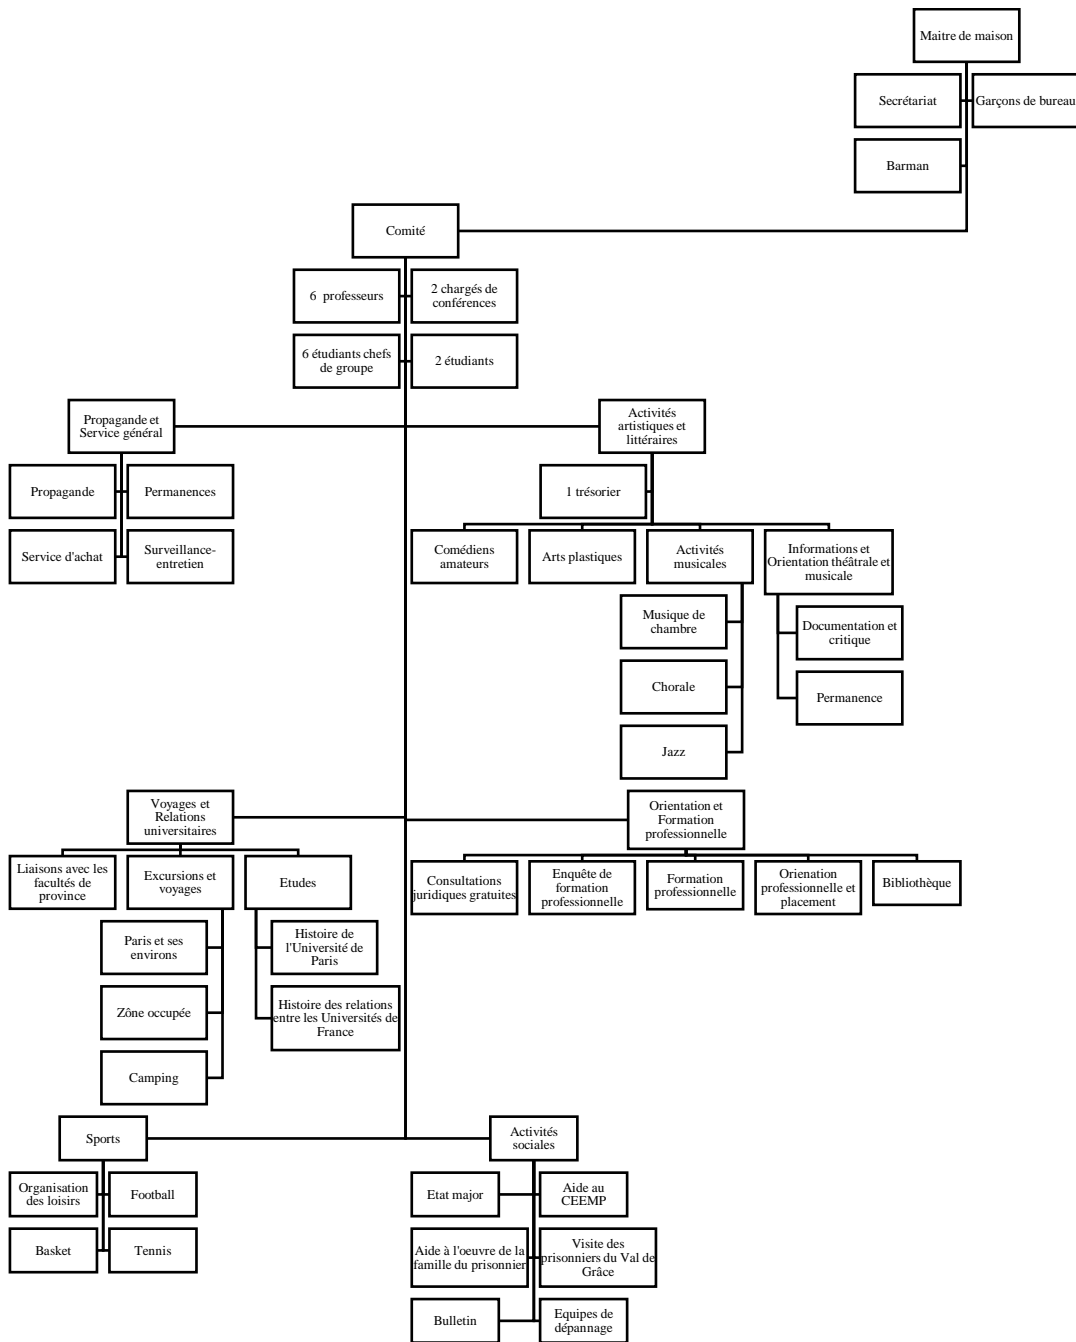 Maitre de maison
Secrétariat
Garçons de bureau
Barman
Comité
6 professeurs
2 chargés de
conférences
6 étudiants chefs
de groupe
2 étudiants
Propagande et
Service général
Activités
artistiques et
littéraires
Propagande
Permanences
1 trésorier
Service d'achat
Surveillance-
entretien
Comédiens
amateurs
Arts plastiques
Activités
musicales
Informations et
Orientation théâtrale et
musicale
Musique de
chambre
Documentation et
critique
Chorale
Permanence
Jazz
Voyages et
Relations
universitaires
Orientation et
Formation
professionnelle
Liaisons avec les
facultés de
province
Excursions et
voyages
Etudes
Consultations
juridiques gratuites
Enquête de
formation
professionnelle
Formation
professionnelle
Orienation
professionnelle et
placement
Bibliothèque
Paris et ses
environs
Histoire de
l'Université de
Paris
Zône occupée
Histoire des relations
entre les Universités de
France
Camping
Sports
Activités
sociales
Organisation
des loisirs
Football
Etat major
Aide au
CEEMP
Basket
Tennis
Aide à l'oeuvre de la
famille du prisonnier
Visite des
prisonniers du Val de
Grâce
Bulletin
Equipes de
dépannage